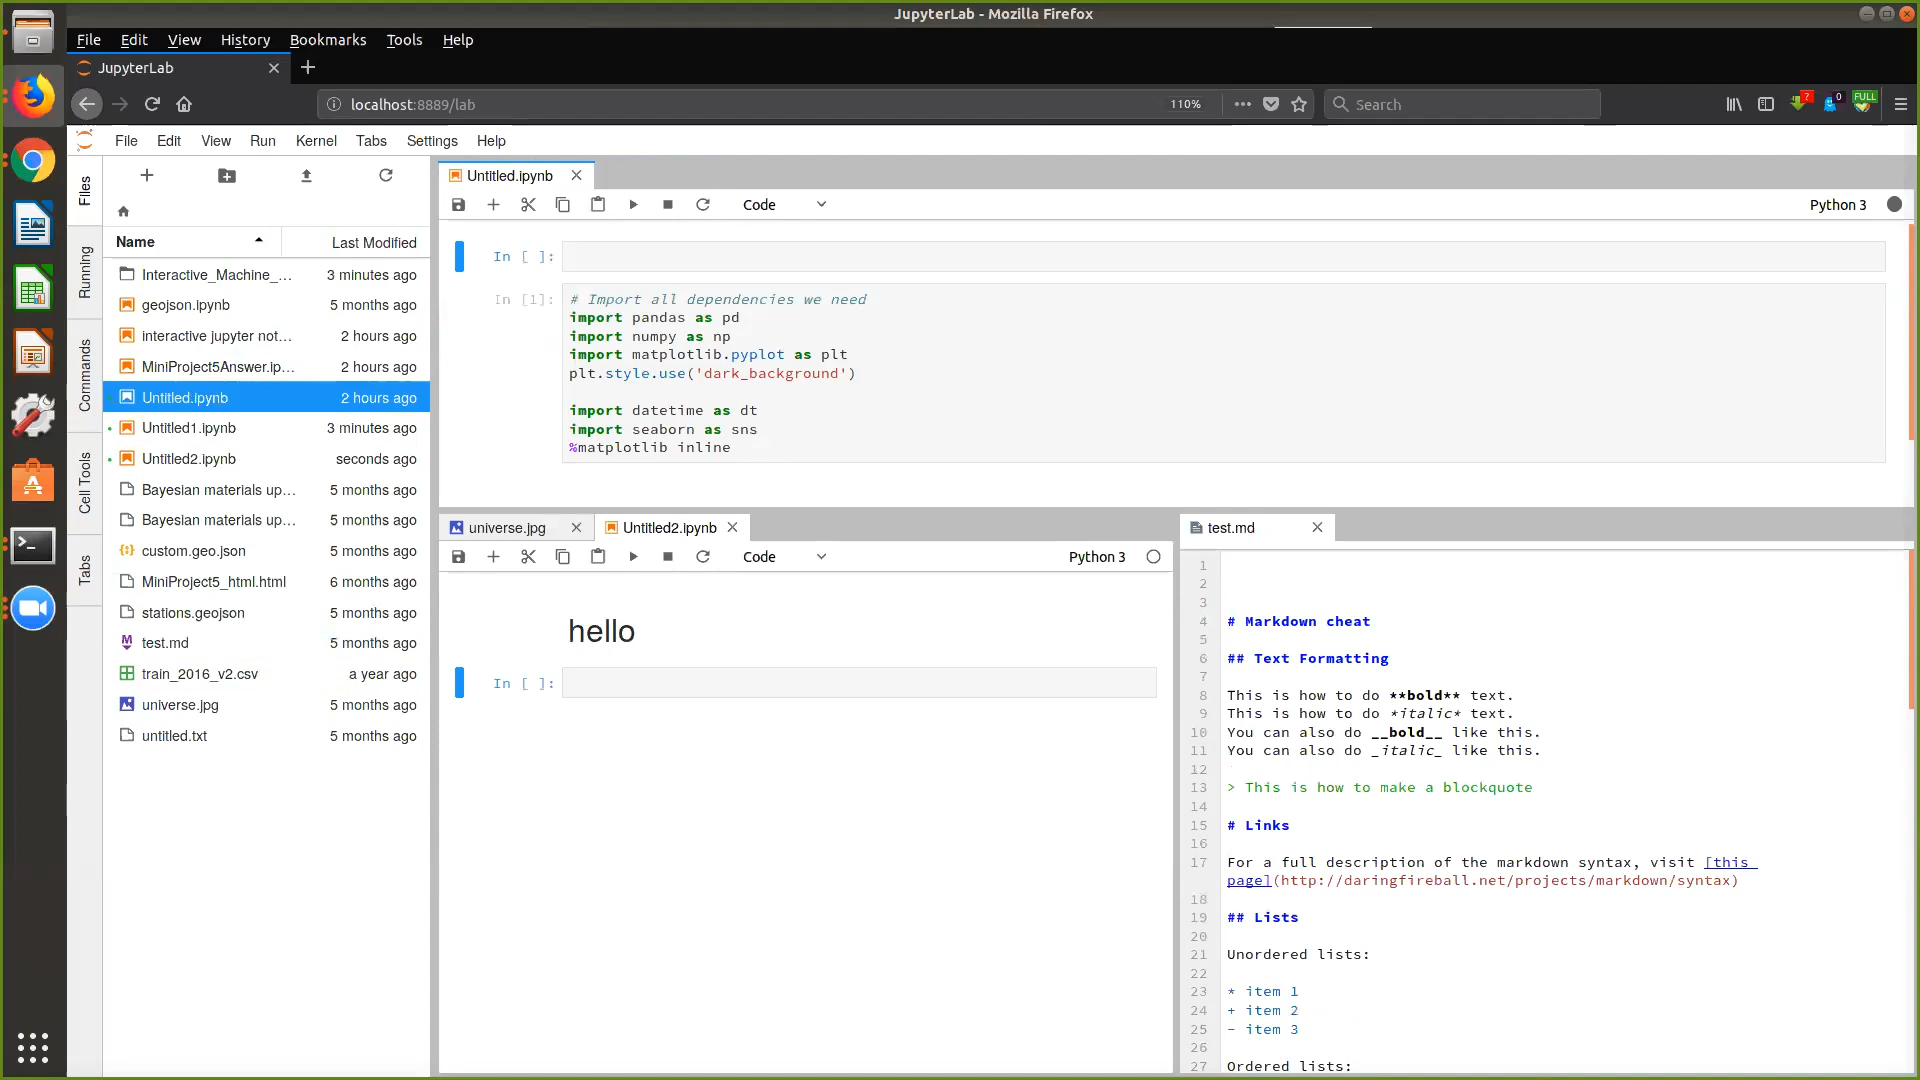 JupyterLab - Mozilla Firefox
File Edit View History Bookmarks Tools Help
JupyterLab
localhost:8889/lab 110% Search ? 0 FULL
File Edit View Run Kernel Tabs Settings Help
Files
Running
Commands
Cell Tools
Tabs
Name Last Modified
Interactive_Machine_... 3 minutes ago
geojson.ipynb 5 months ago
interactive jupyter not... 2 hours ago
MiniProject5Answer.ip... 2 hours ago
Untitled.ipynb 2 hours ago
Untitled1.ipynb 3 minutes ago
Untitled2.ipynb seconds ago
Bayesian materials up... 5 months ago
Bayesian materials up... 5 months ago
custom.geo.json 5 months ago
MiniProject5_html.html 6 months ago
stations.geojson 5 months ago
test.md 5 months ago
train_2016_v2.csv a year ago
universe.jpg 5 months ago
untitled.txt 5 months ago
Untitled.ipynb
Code Python 3
In [ ]:
In [1]: # Import all dependencies we need
import pandas as pd
import numpy as np
import matplotlib.pyplot as plt
plt.style.use('dark_background')
import datetime as dt
import seaborn as sns
%matplotlib inline
universe.jpg Untitled2.ipynb
Code Python 3
hello
In [ ]:
test.md
1
2
3
4 # Markdown cheat
5
6 ## Text Formatting
7
8 This is how to do **bold** text.
9 This is how to do *italic* text.
10 You can also do __bold__ like this.
11 You can also do _italic_ like this.
12
13 > This is how to make a blockquote
14
15 # Links
16
17 For a full description of the markdown syntax, visit [this
page](http://daringfireball.net/projects/markdown/syntax)
18
19 ## Lists
20
21 Unordered lists:
22
23 * item 1
24 + item 2
25 - item 3
26
27 Ordered lists: